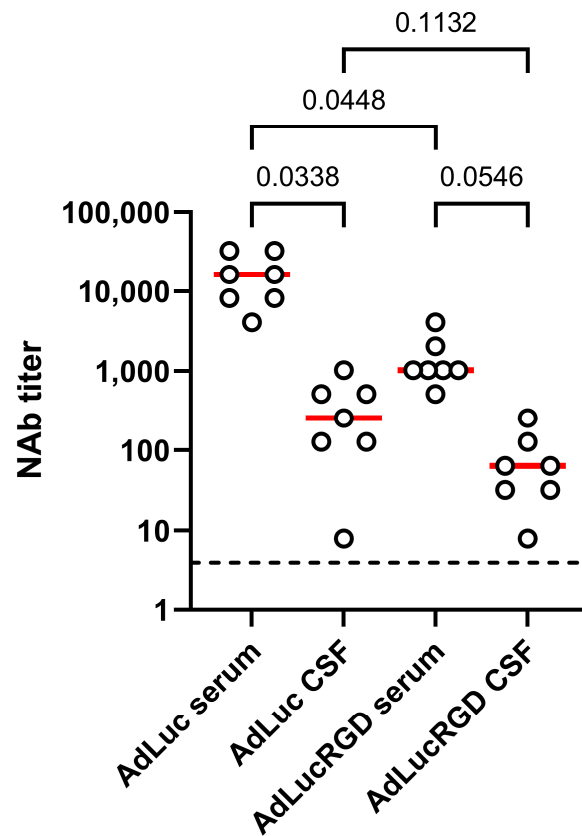 0.1132
0.0448
0.0338
0.0546
100,000
10,000
1,000
100
10
1
NAb titer
AdLuc serum
AdLuc CSF
AdLucRGD serum
AdLucRGD CSF